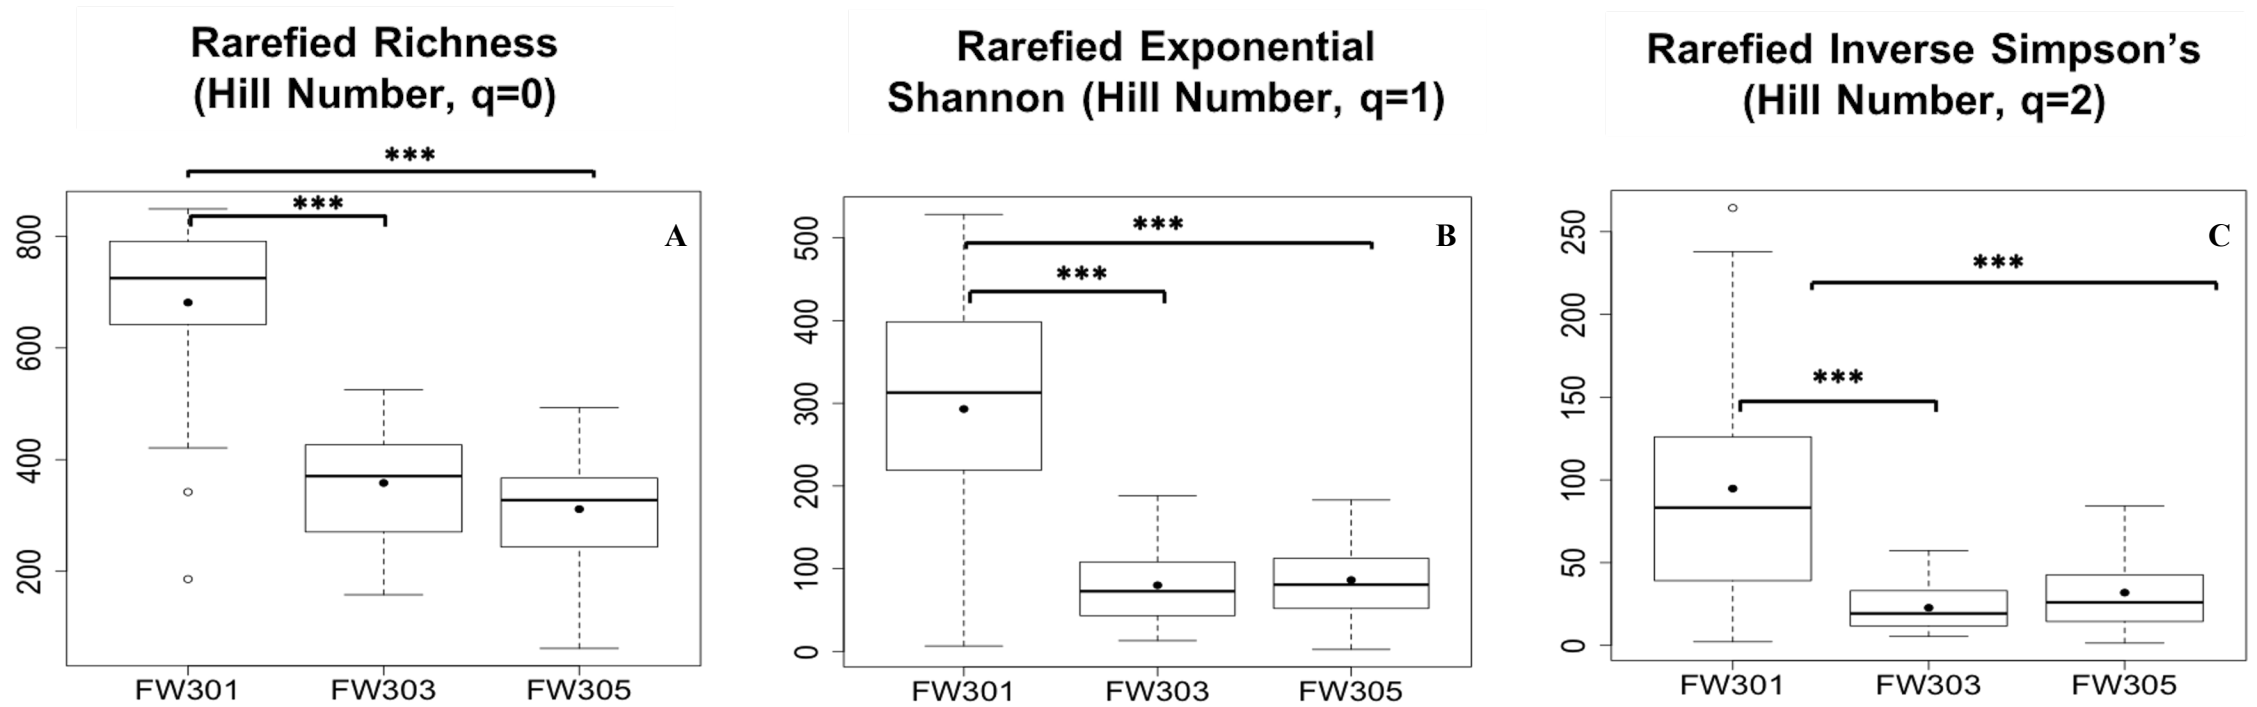 Rarefied Richness
(Hill Number, q=0)
***
***
A
800
600
400
200
FW301 FW303 FW305
Rarefied Exponential
Shannon (Hill Number, q=1)
***
***
B
500
400
300
200
100
0
FW301 FW303 FW305
Rarefied Inverse Simpson’s
(Hill Number, q=2)
***
***
C
250
200
150
100
50
0
FW301 FW303 FW305